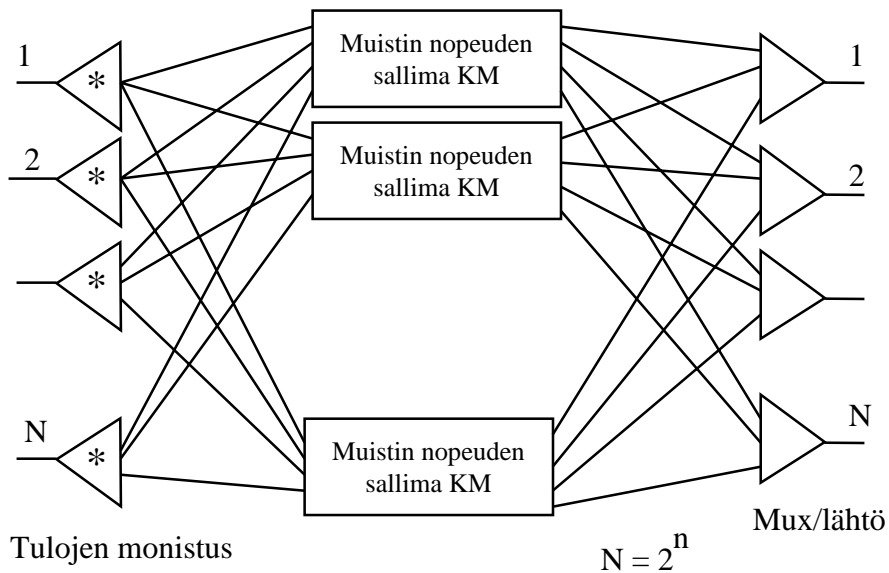 1
*
Muistin nopeuden
sallima KM
1
2
*
Muistin nopeuden
sallima KM
2
*
N
*
Muistin nopeuden
sallima KM
N
Tulojen monistus
N = 2^n
Mux/lähtö